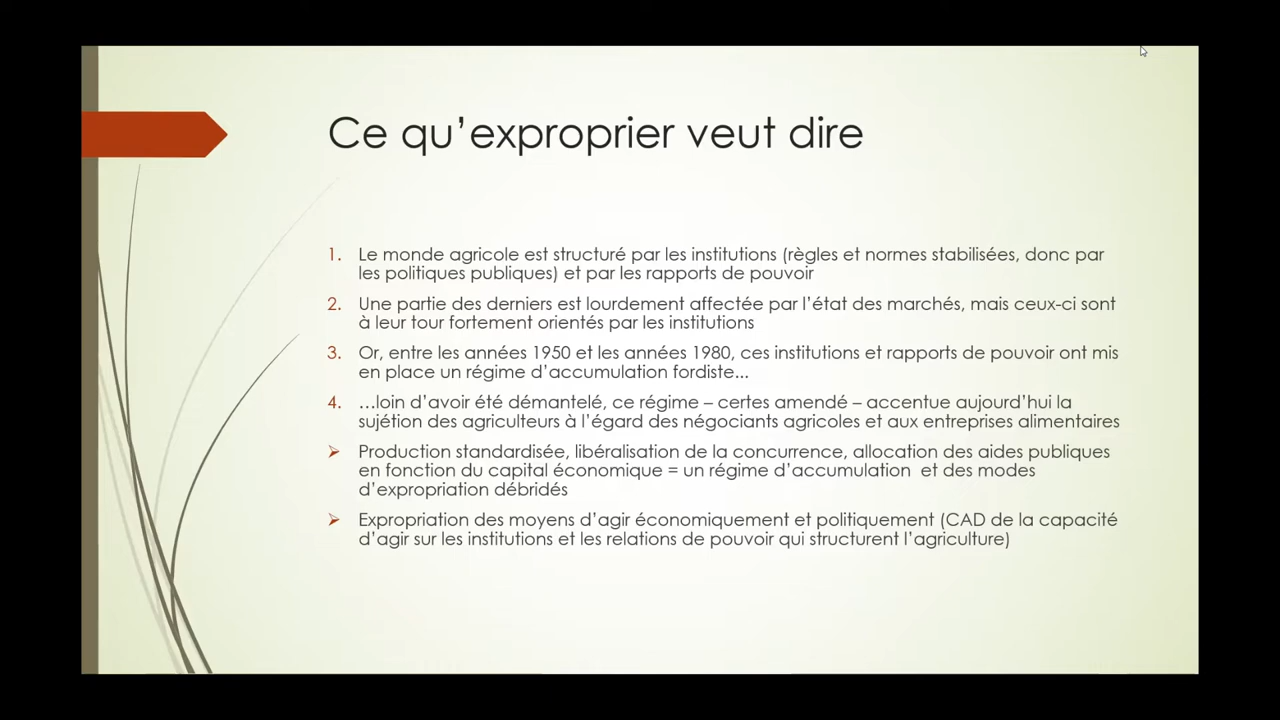 Ce qu’exproprier veut dire
1. Le monde agricole est structuré par les institutions (règles et normes stabilisées, donc par
les politiques publiques) et par les rapports de pouvoir
2. Une partie des derniers est lourdement affectée par l’état des marchés, mais ceux-ci sont
à leur tour fortement orientés par les institutions
3. Or, entre les années 1950 et les années 1980, ces institutions et rapports de pouvoir ont mis
en place un régime d’accumulation fordiste...
4. …loin d’avoir été démantelé, ce régime – certes amendé – accentue aujourd’hui la
sujétion des agriculteurs à l’égard des négociants agricoles et aux entreprises alimentaires
➢ Production standardisée, libéralisation de la concurrence, allocation des aides publiques
en fonction du capital économique = un régime d’accumulation et des modes
d’expropriation débridés
➢ Expropriation des moyens d’agir économiquement et politiquement (CAD de la capacité
d’agir sur les institutions et les relations de pouvoir qui structurent l’agriculture)